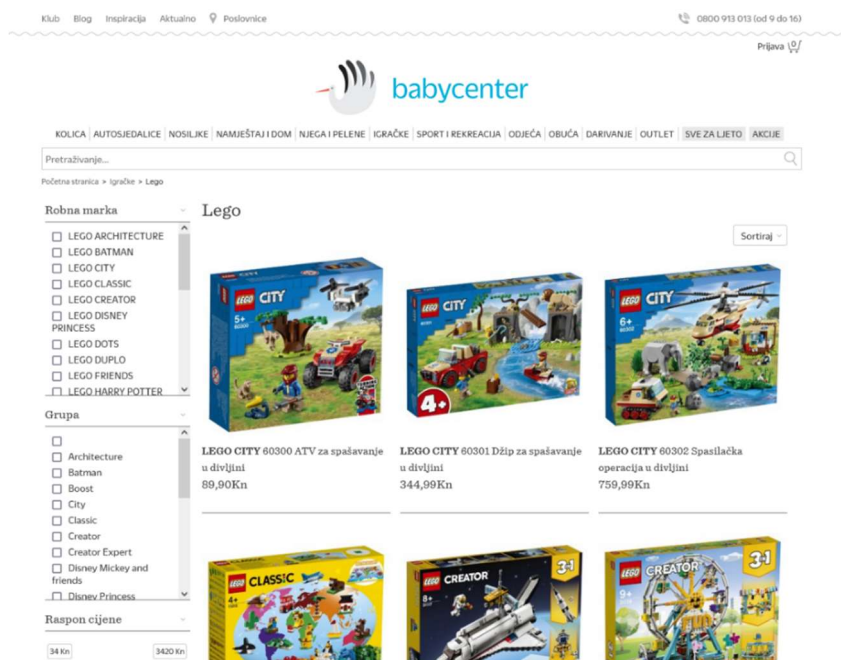 Klub Blog Inspiracija Aktualno Poslovnice
0800 913 013 (od 9 do 16)
Prijava 0
babycenter
KOLICA AUTOSJEDALICE NOSILJKE NAMJEŠTAJ I DOM NJEGA I PELENE IGRAČKE SPORT I REKREACIJA ODJEĆA OBUĆA DARIVANJE OUTLET SVE ZA LJETO AKCIJE
Pretraživanje...
Početna stranica > Igračke > Lego
Robna marka
LEGO ARCHITECTURE
LEGO BATMAN
LEGO CITY
LEGO CLASSIC
LEGO CREATOR
LEGO DISNEY
PRINCESS
LEGO DOTS
LEGO DUPLO
LEGO FRIENDS
LEGO HARRY POTTER
Grupa
Architecture
Batman
Boost
City
Classic
Creator
Creator Expert
Disney Mickey and
friends
Disney Princess
Raspon cijene
34 Kn 3420 Kn
Lego
Sortiraj
LEGO CITY
5+
LEGO CITY 60300 ATV za spašavanje
u divljini
89,90Kn
LEGO CITY
4+
LEGO CITY 60301 Džip za spašavanje
u divljini
344,99Kn
LEGO CITY
6+
60302
LEGO CITY 60302 Spasilačka
operacija u divljini
759,99Kn
LEGO CLASSIC
4+
LEGO CREATOR
3in1
8+
LEGO CREATOR
3in1
9+